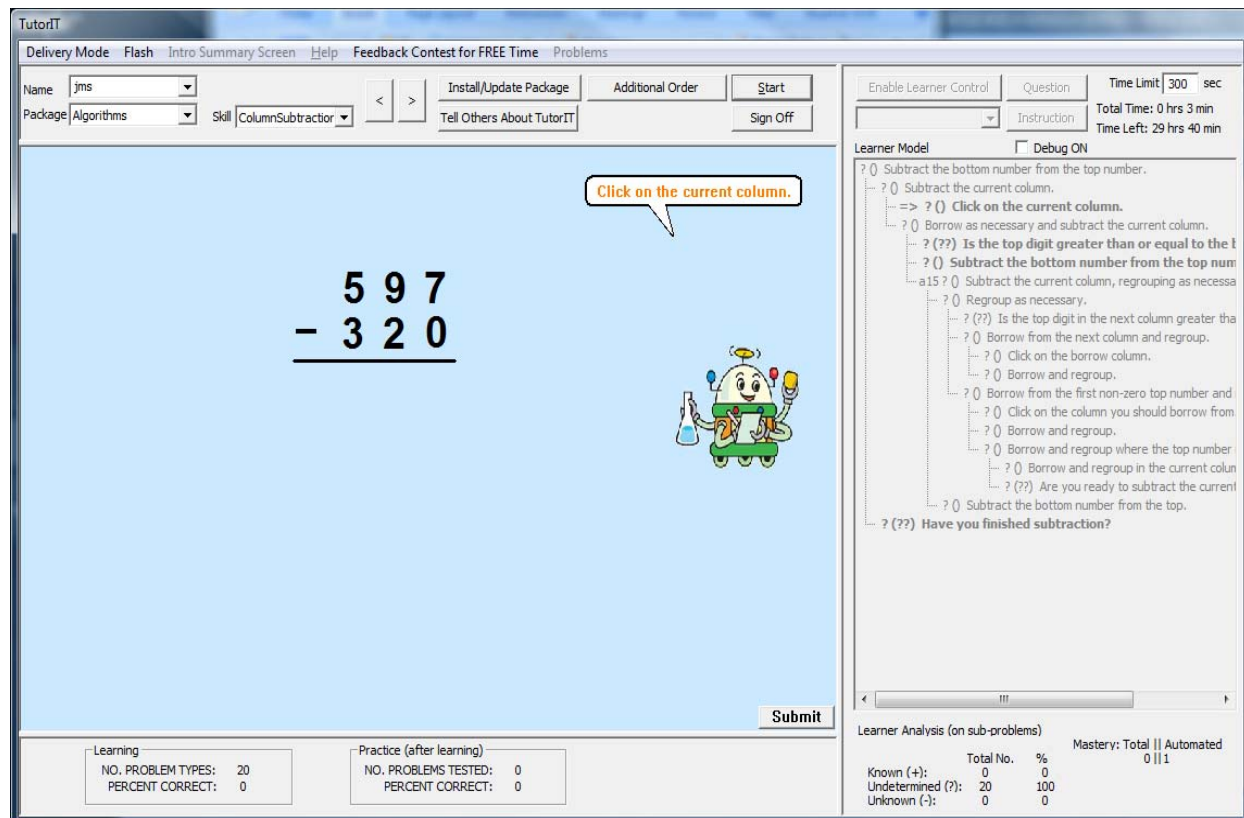 TutorIT
Delivery Mode Flash Intro Summary Screen Help Feedback Contest for FREE Time Problems
Name jms
Package Algorithms
Skill ColumnSubtraction
< >
Install/Update Package Additional Order Start
Tell Others About TutorIT Sign Off
Click on the current column.
5 9 7
− 3 2 0
Submit
Learning
NO. PROBLEM TYPES: 20
PERCENT CORRECT: 0
Practice (after learning)
NO. PROBLEMS TESTED: 0
PERCENT CORRECT: 0
Enable Learner Control Question Time Limit 300 sec
Instruction Total Time: 0 hrs 3 min
Time Left: 29 hrs 40 min
Learner Model Debug ON
? () Subtract the bottom number from the top number.
? () Subtract the current column.
=> ? () Click on the current column.
? () Borrow as necessary and subtract the current column.
? (??) Is the top digit greater than or equal to the b
? () Subtract the bottom number from the top num
a15 ? () Subtract the current column, regrouping as necessa
? () Regroup as necessary.
? (??) Is the top digit in the next column greater tha
? () Borrow from the next column and regroup.
? () Click on the borrow column.
? () Borrow and regroup.
? () Borrow from the first non-zero top number and
? () Click on the column you should borrow from
? () Borrow and regroup.
? () Borrow and regroup where the top number
? () Borrow and regroup in the current colum
? (??) Are you ready to subtract the current
? () Subtract the bottom number from the top.
? (??) Have you finished subtraction?
Learner Analysis (on sub-problems)
Mastery: Total || Automated
Total No. % 0 || 1
Known (+): 0 0
Undetermined (?): 20 100
Unknown (-): 0 0